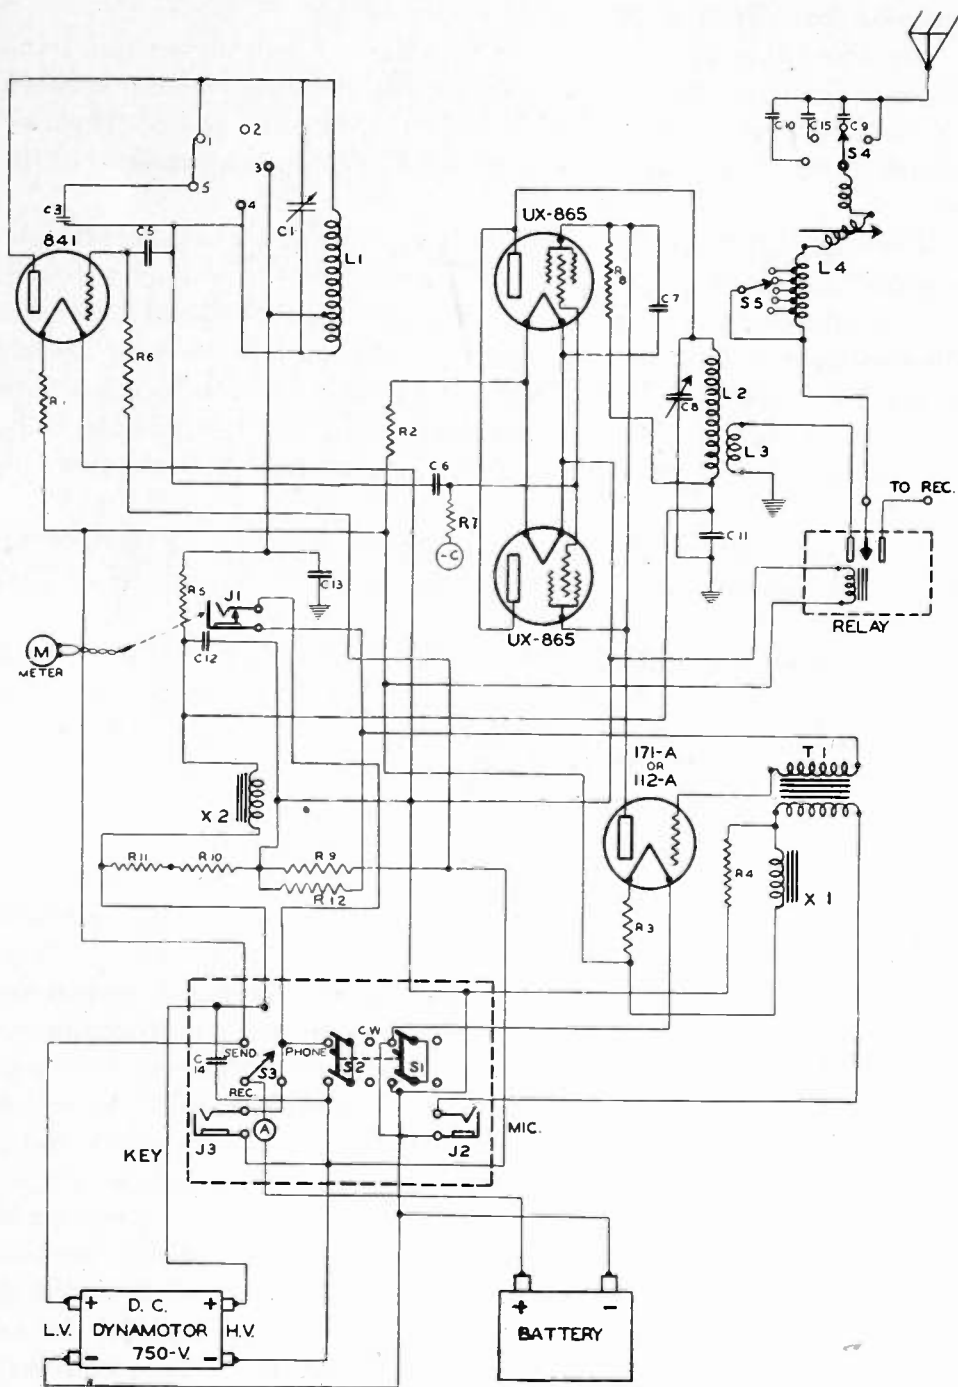 C10
C15
C9
S4
1
2
3
5
4
C3
841
C5
C1
L1
UX-865
R8
C7
L4
S5
R6
R1
R2
C8
L2
L3
C6
R7
-C
C11
TO REC.
UX-865
RELAY
R5
J1
C13
C12
M
METER
X2
171-A
OR
112-A
T1
R11
R10
R9
R12
R3
R4
X1
C
14
SEND
PHONE
CW
S3
S2
S1
REC.
A
J3
J2
MIC.
KEY
+ D. C. +
L.V. DYNAMOTOR H.V.
- 750-V. -
+ -
BATTERY